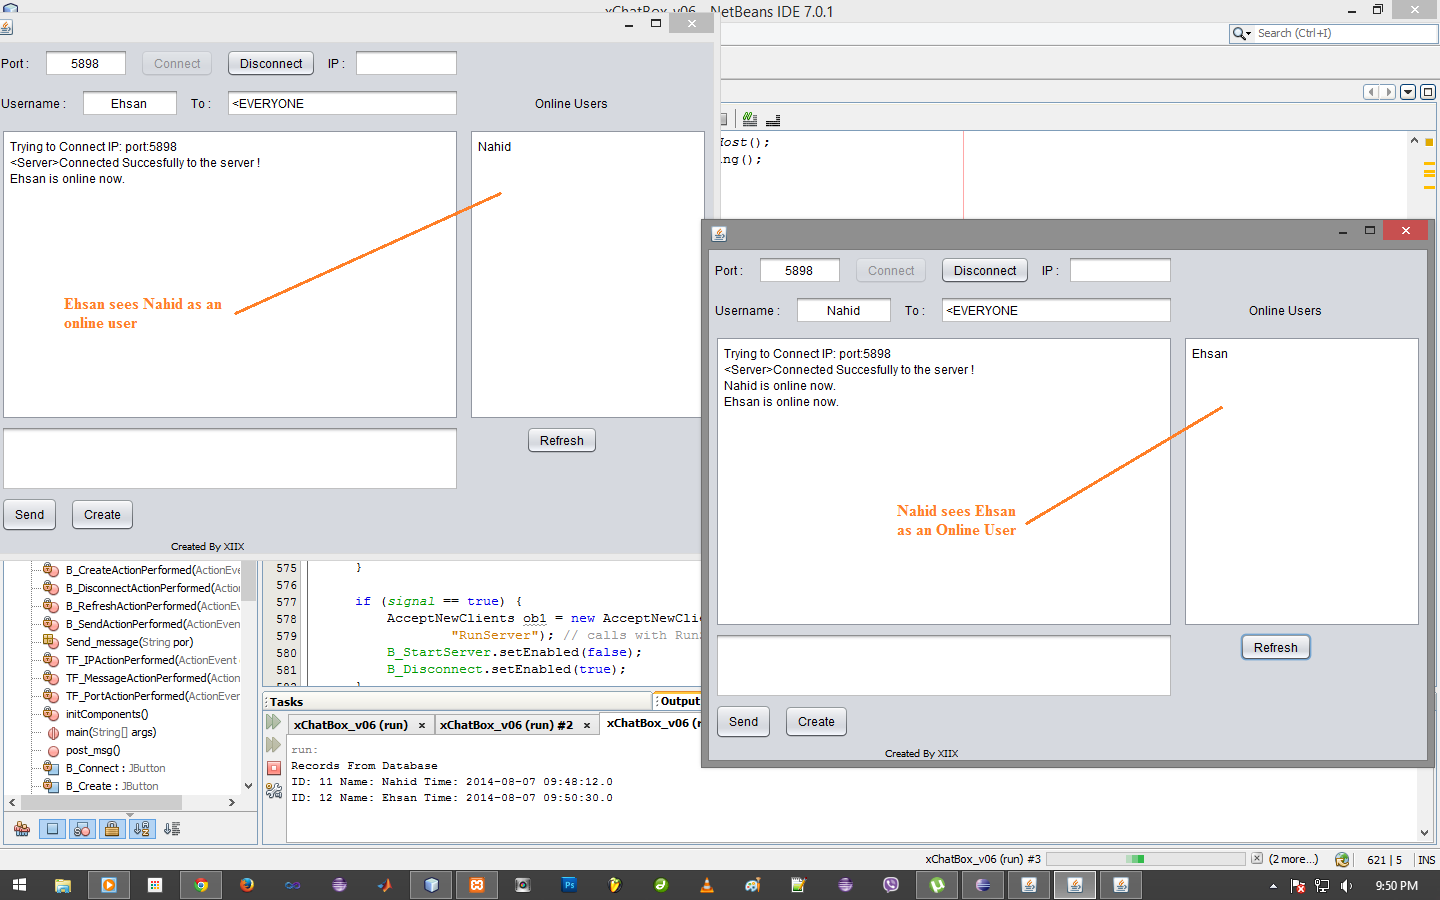 xChatBox_v06 - NetBeans IDE 7.0.1
Search (Ctrl+I)
Port : 5898 Connect Disconnect IP :
Username : Ehsan To : <EVERYONE Online Users
Trying to Connect IP: port:5898
<Server>Connected Succesfully to the server !
Ehsan is online now.
Nahid
Ehsan sees Nahid as an
online user
Refresh
Send Create
Created By XIIX
ost();
ng();
Port : 5898 Connect Disconnect IP :
Username : Nahid To : <EVERYONE Online Users
Trying to Connect IP: port:5898
<Server>Connected Succesfully to the server !
Nahid is online now.
Ehsan is online now.
Ehsan
Nahid sees Ehsan
as an Online User
Refresh
Send Create
Created By XIIX
B_CreateActionPerformed(ActionEve
B_DisconnectActionPerformed(Action
B_RefreshActionPerformed(ActionEv
B_SendActionPerformed(ActionEven
Send_message(String por)
TF_IPActionPerformed(ActionEvent
TF_MessageActionPerformed(Action
TF_PortActionPerformed(ActionEven
initComponents()
main(String[] args)
post_msg()
B_Connect : JButton
B_Create : JButton
575 }
576
577 if (signal == true) {
578 AcceptNewClients ob1 = new AcceptNewCli
579 "RunServer"); // calls with Run
580 B_StartServer.setEnabled(false);
581 B_Disconnect.setEnabled(true);
Tasks
Output
xChatBox_v06 (run) × xChatBox_v06 (run) #2 × xChatBox_v06 (r
run:
Records From Database
ID: 11 Name: Nahid Time: 2014-08-07 09:48:12.0
ID: 12 Name: Ehsan Time: 2014-08-07 09:50:30.0
xChatBox_v06 (run) #3 (2 more...) 621 | 5 INS
9:50 PM